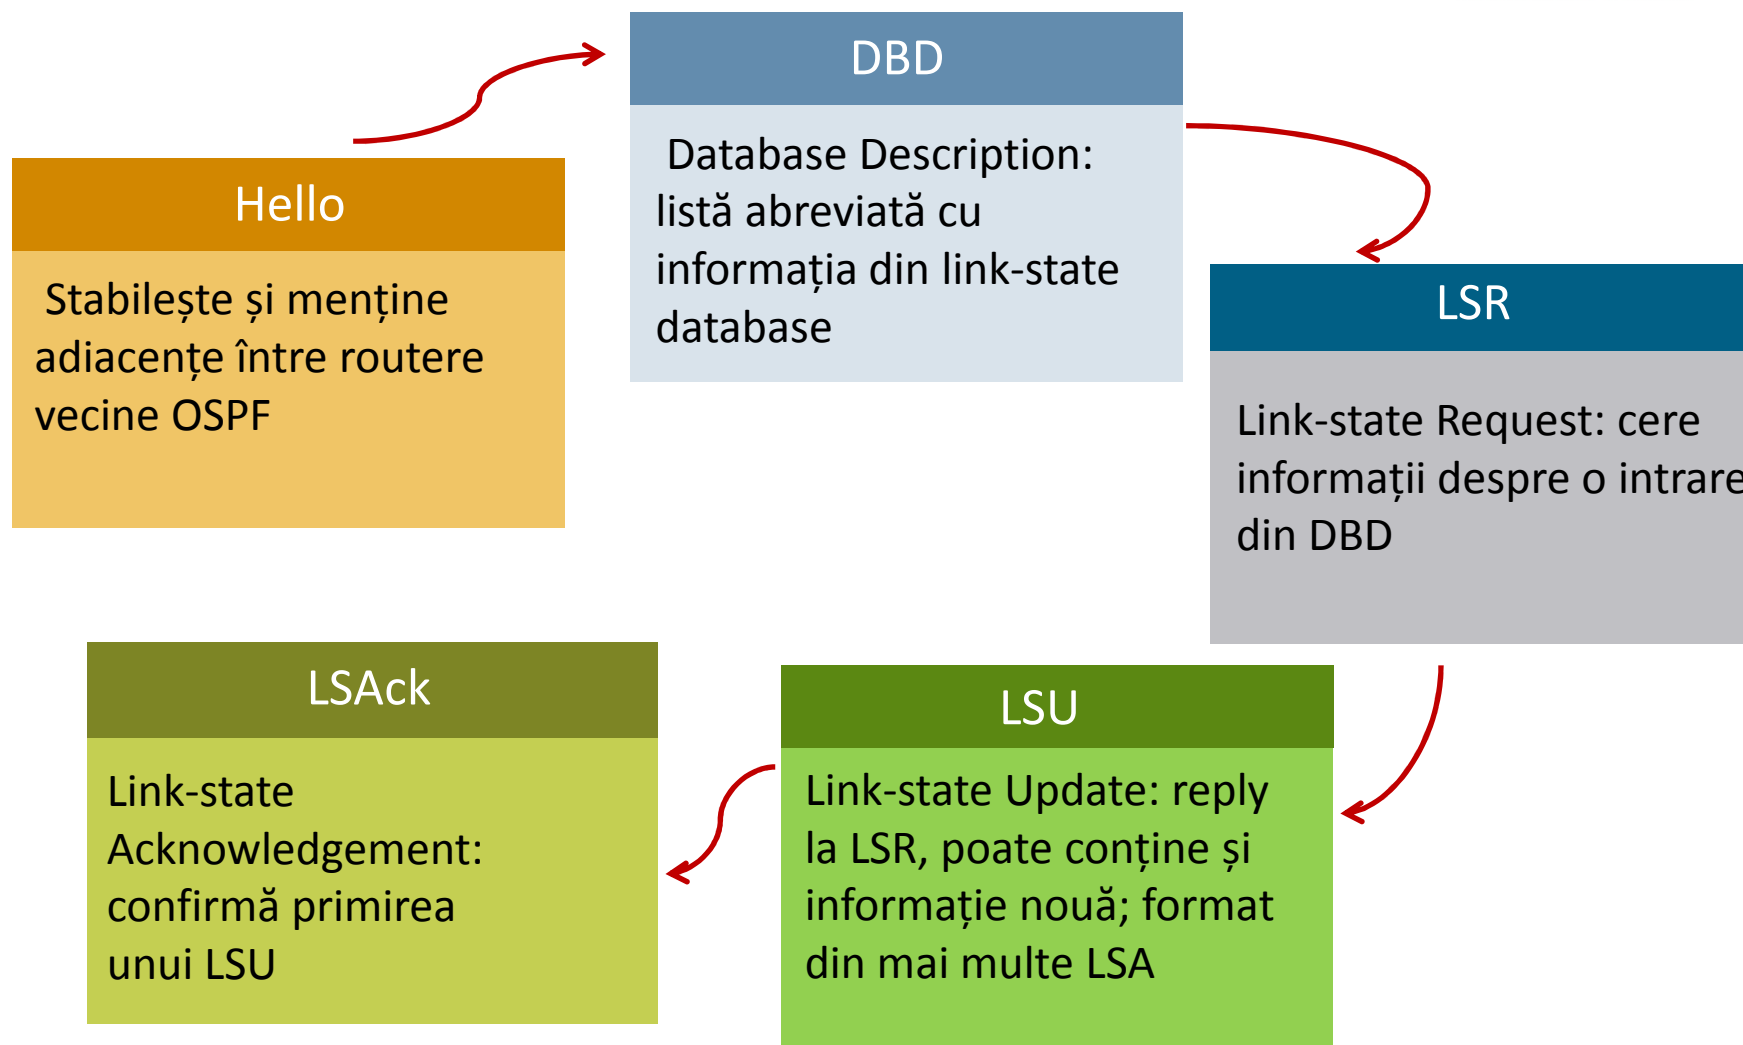 Hello
Stabilește și menține
adiacențe între routere
vecine OSPF
DBD
Database Description:
listă abreviată cu
informația din link-state
database
LSR
Link-state Request: cere
informații despre o intrare
din DBD
LSU
Link-state Update: reply
la LSR, poate conține și
informație nouă; format
din mai multe LSA
LSAck
Link-state
Acknowledgement:
confirmă primirea
unui LSU